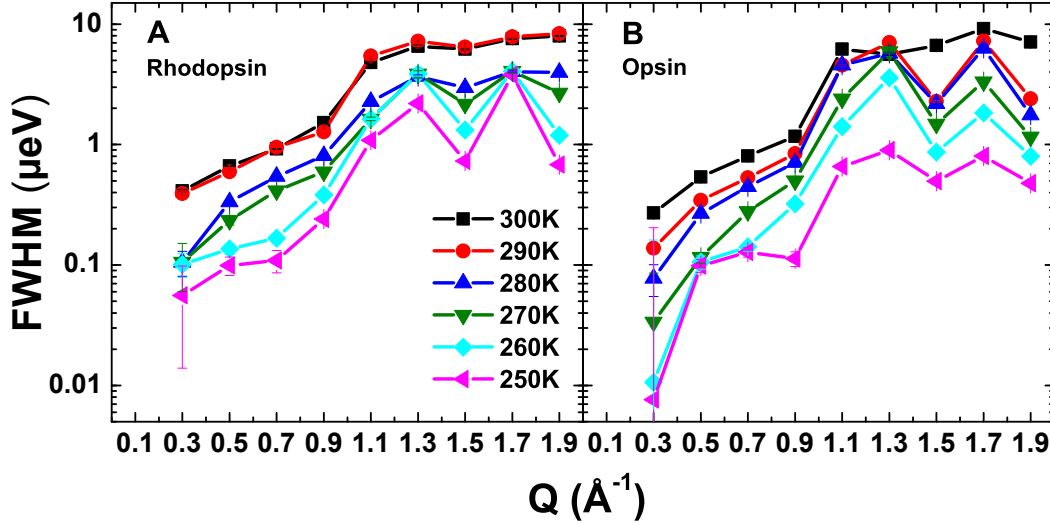 A
Rhodopsin
B
Opsin
FWHM (µeV)
10
1
0.1
0.01
300K
290K
280K
270K
260K
250K
0.1 0.3 0.5 0.7 0.9 1.1 1.3 1.5 1.7 1.9
0.1 0.3 0.5 0.7 0.9 1.1 1.3 1.5 1.7 1.9
Q (Å⁻¹)